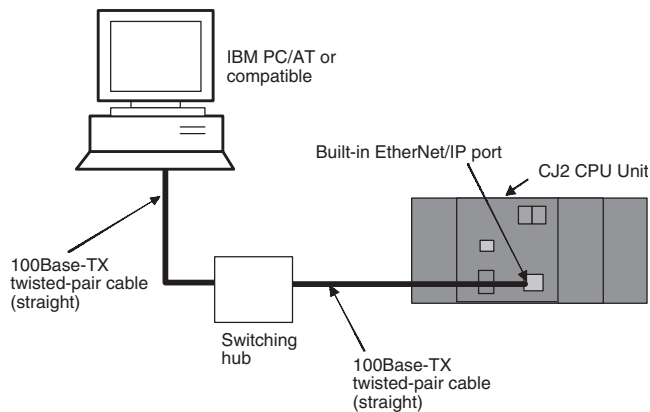 IBM PC/AT or
compatible
Built-in EtherNet/IP port
CJ2 CPU Unit
100Base-TX
twisted-pair cable
(straight)
Switching
hub
100Base-TX
twisted-pair cable
(straight)